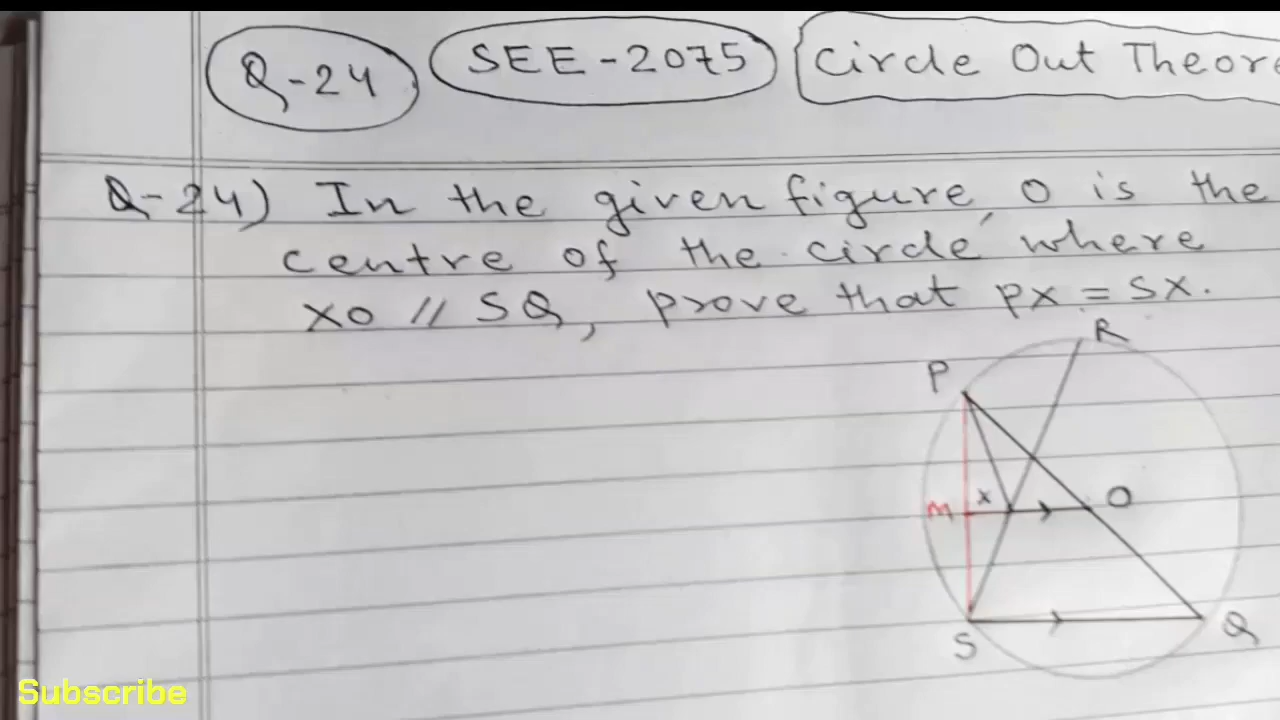 Q-24 SEE-2075 Circle Out Theore
Q-24) In the given figure, O is the
centre of the circle where
XO // SQ, prove that PX = SX.
R
P
M X O
S Q
Subscribe